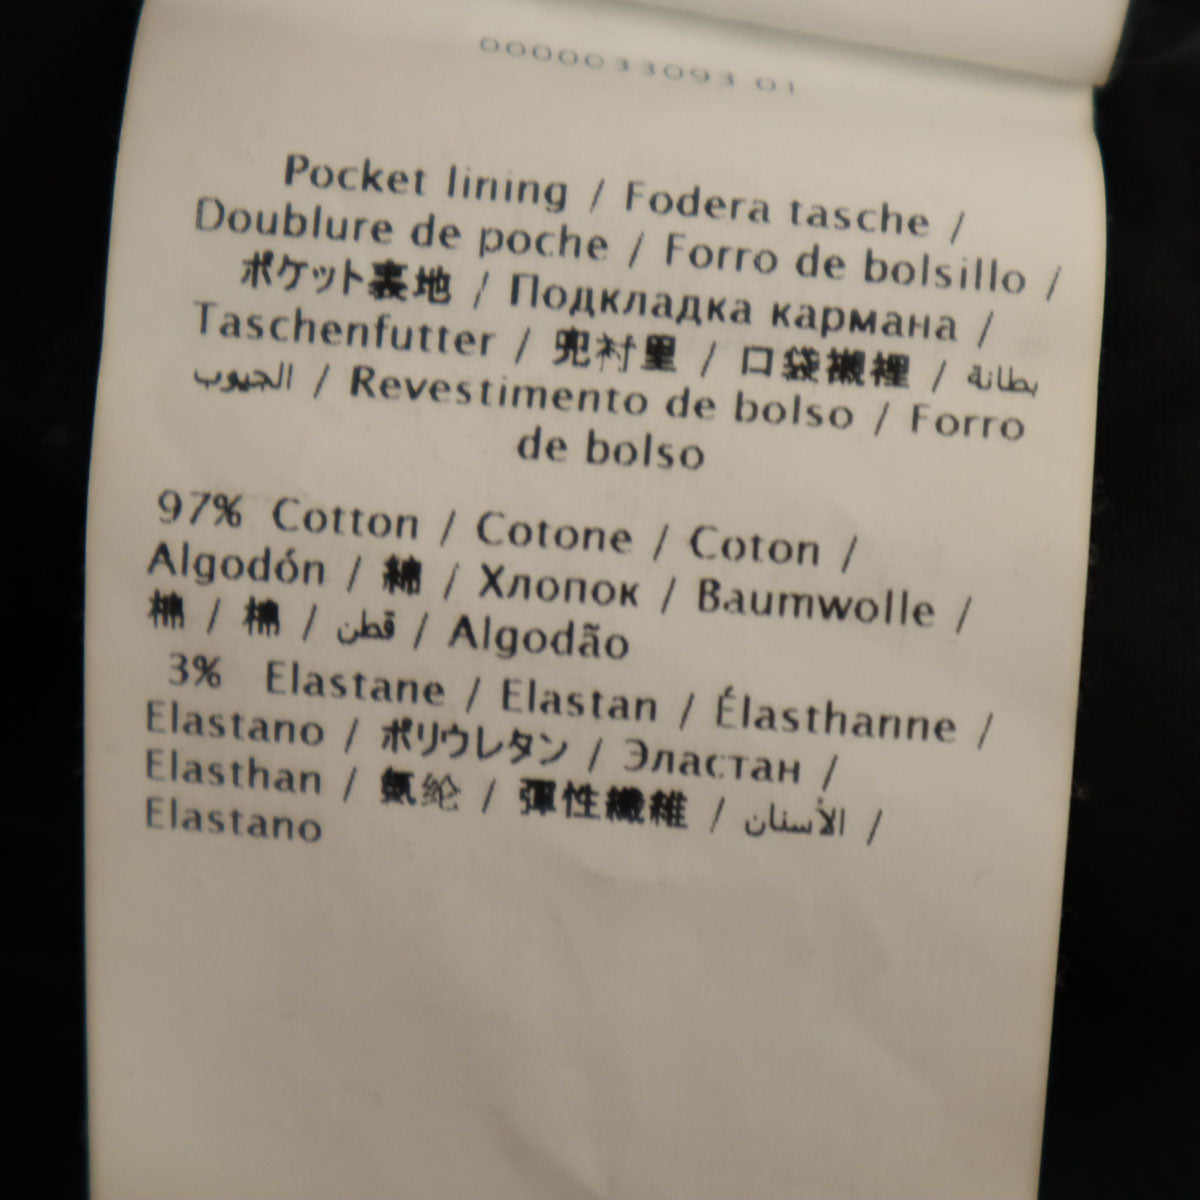 0000033093 01
Pocket lining / Fodera tasche /
Doublure de poche / Forro de bolsillo /
ポケット裏地 / Подкладка кармана /
Taschenfutter / 兜衬里 / 口袋襯裡 / بطانة
الجيوب / Revestimento de bolso / Forro
de bolso
97% Cotton / Cotone / Coton /
Algodón / 綿 / Хлопок / Baumwolle /
棉 / 棉 / قطن / Algodão
3% Elastane / Elastan / Élasthanne /
Elastano / ポリウレタン / Эластан /
Elasthan / 氨纶 / 彈性纖維 / الأسنان /
Elastano